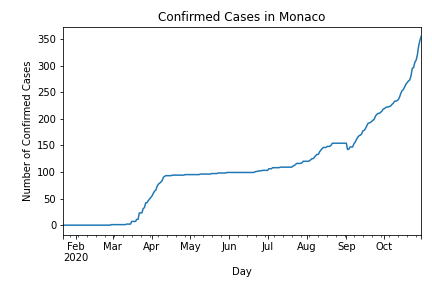 Confirmed Cases in Monaco
Number of Confirmed Cases
350
300
250
200
150
100
50
0
Feb Mar Apr May Jun Jul Aug Sep Oct
2020
Day